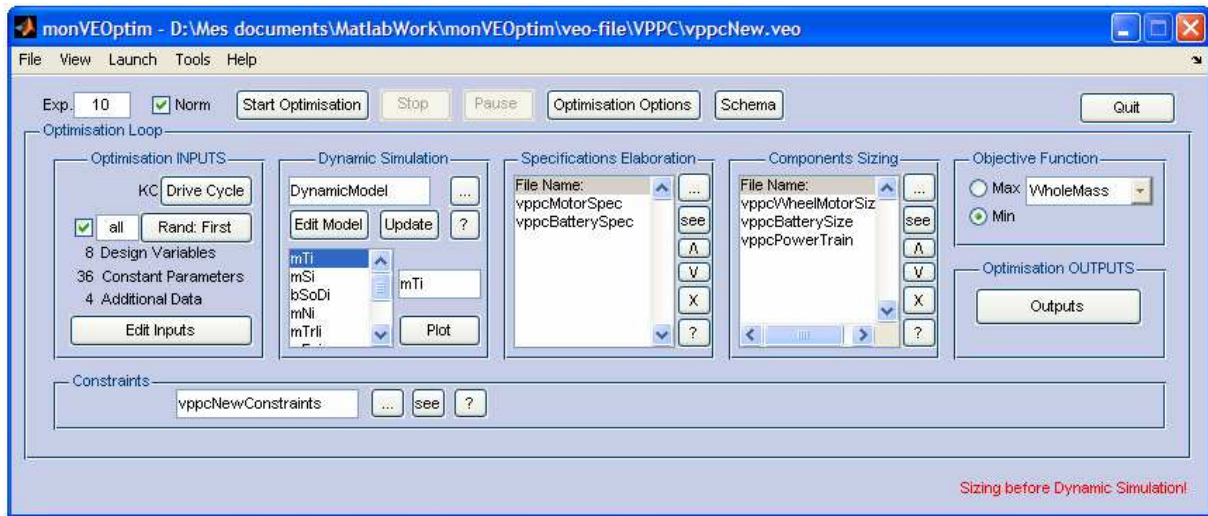 monVEOptim - D:\Mes documents\MatlabWork\monVEOptim\veo-file\VPPC\vppcNew.veo
File View Launch Tools Help
Exp. 10 Norm Start Optimisation Stop Pause Optimisation Options Schema Quit
Optimisation Loop
Optimisation INPUTS
KC Drive Cycle
all Rand: First
8 Design Variables
36 Constant Parameters
4 Additional Data
Edit Inputs
Dynamic Simulation
DynamicModel ...
Edit Model Update ?
mTi
mSi
bSoDi
mNi
mTrli
mTi
Plot
Specifications Elaboration
File Name:
vppcMotorSpec
vppcBatterySpec
...
see
Λ
V
X
?
Components Sizing
File Name:
vppcWheelMotorSiz
vppcBatterySize
vppcPowerTrain
...
see
Λ
V
X
?
Objective Function
Max WholeMass
Min
Optimisation OUTPUTS
Outputs
Constraints
vppcNewConstraints ... see ?
Sizing before Dynamic Simulation!